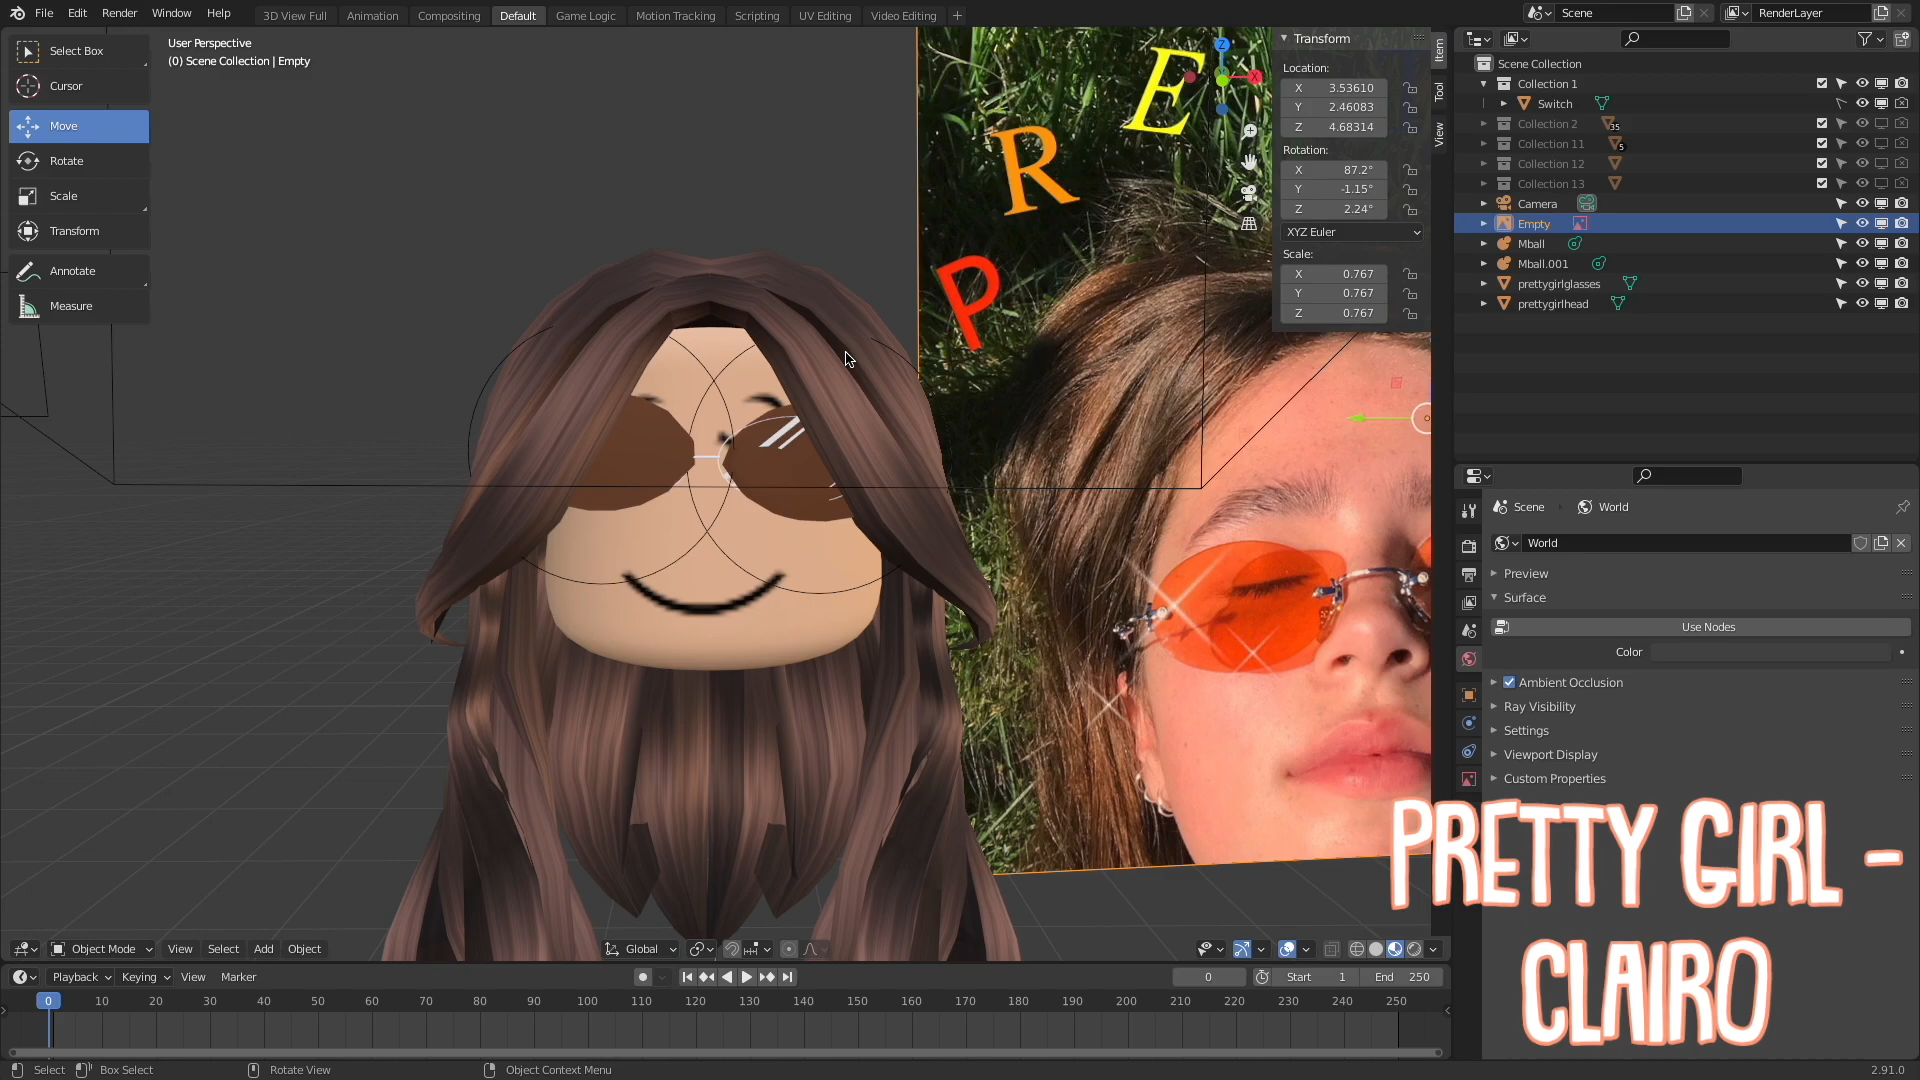 File Edit Render Window Help
3D View Full Animation Compositing Default Game Logic Motion Tracking Scripting UV Editing Video Editing +
Scene
RenderLayer
Select Box
Cursor
Move
Rotate
Scale
Transform
Annotate
Measure
User Perspective
(0) Scene Collection | Empty
P
R
E
Z
X
Transform
Location:
X 3.53610
Y 2.46083
Z 4.68314
Rotation:
X 87.2°
Y -1.15°
Z 2.24°
XYZ Euler
Scale:
X 0.767
Y 0.767
Z 0.767
Item
Tool
View
Scene Collection
Collection 1
Switch
Collection 2 35
Collection 11 5
Collection 12
Collection 13
Camera
Empty
Mball
Mball.001
prettygirlglasses
prettygirlhead
Scene World
World
Preview
Surface
Use Nodes
Color
Ambient Occlusion
Ray Visibility
Settings
Viewport Display
Custom Properties
PRETTY GIRL -
CLAIRO
Object Mode View Select Add Object Global
Playback Keying View Marker 0 Start 1 End 250
0 10 20 30 40 50 60 70 80 90 100 110 120 130 140 150 160 170 180 190 200 210 220 230 240 250
Select Box Select Rotate View Object Context Menu 2.91.0